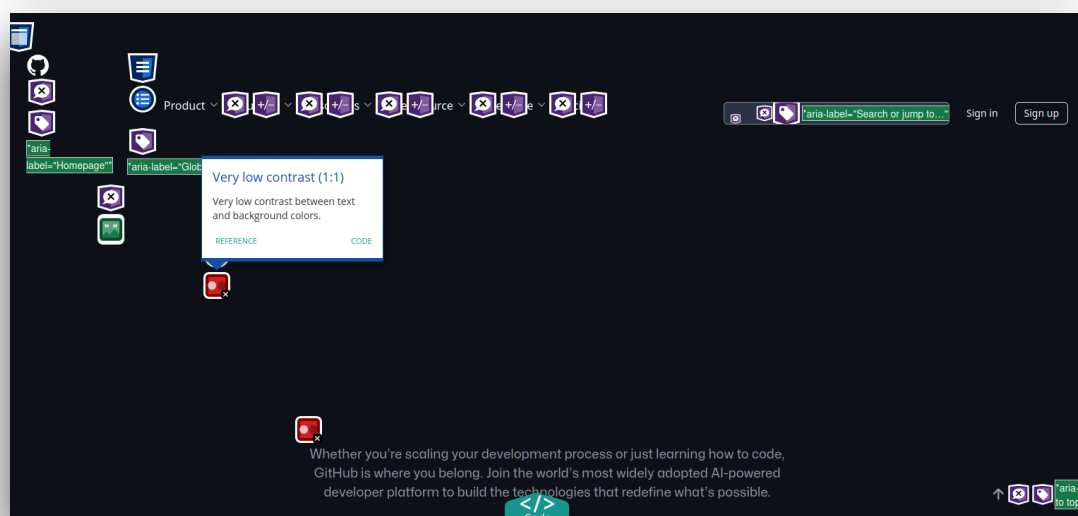 Product
+/-
+/-
+/-
urce
+/-
+/-
*aria-label="Search or jump to..."
Sign in
Sign up
*aria-
label="Homepage"*
*aria-label="Glob
Very low contrast (1:1)
Very low contrast between text
and background colors.
REFERENCE
CODE
Whether you're scaling your development process or just learning how to code,
GitHub is where you belong. Join the world's most widely adopted AI-powered
developer platform to build the technologies that redefine what's possible.
</>
*aria-
to top